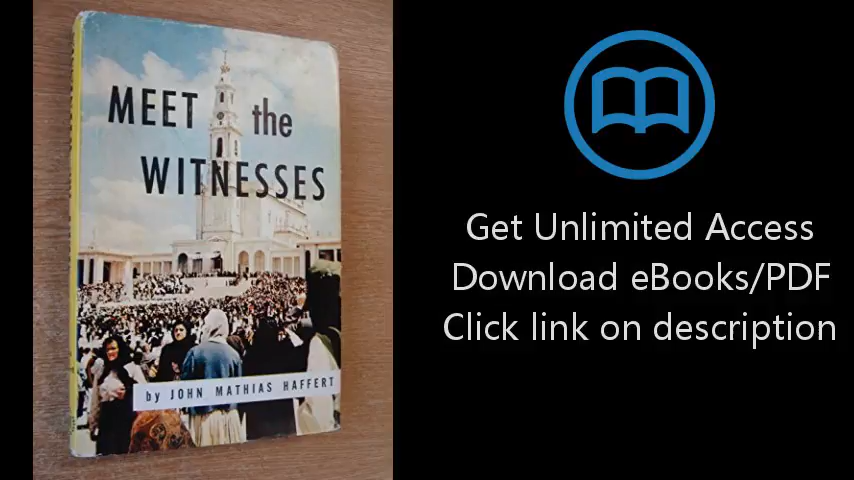 MEET the
WITNESSES
by JOHN MATHIAS HAFFERT
Get Unlimited Access
Download eBooks/PDF
Click link on description